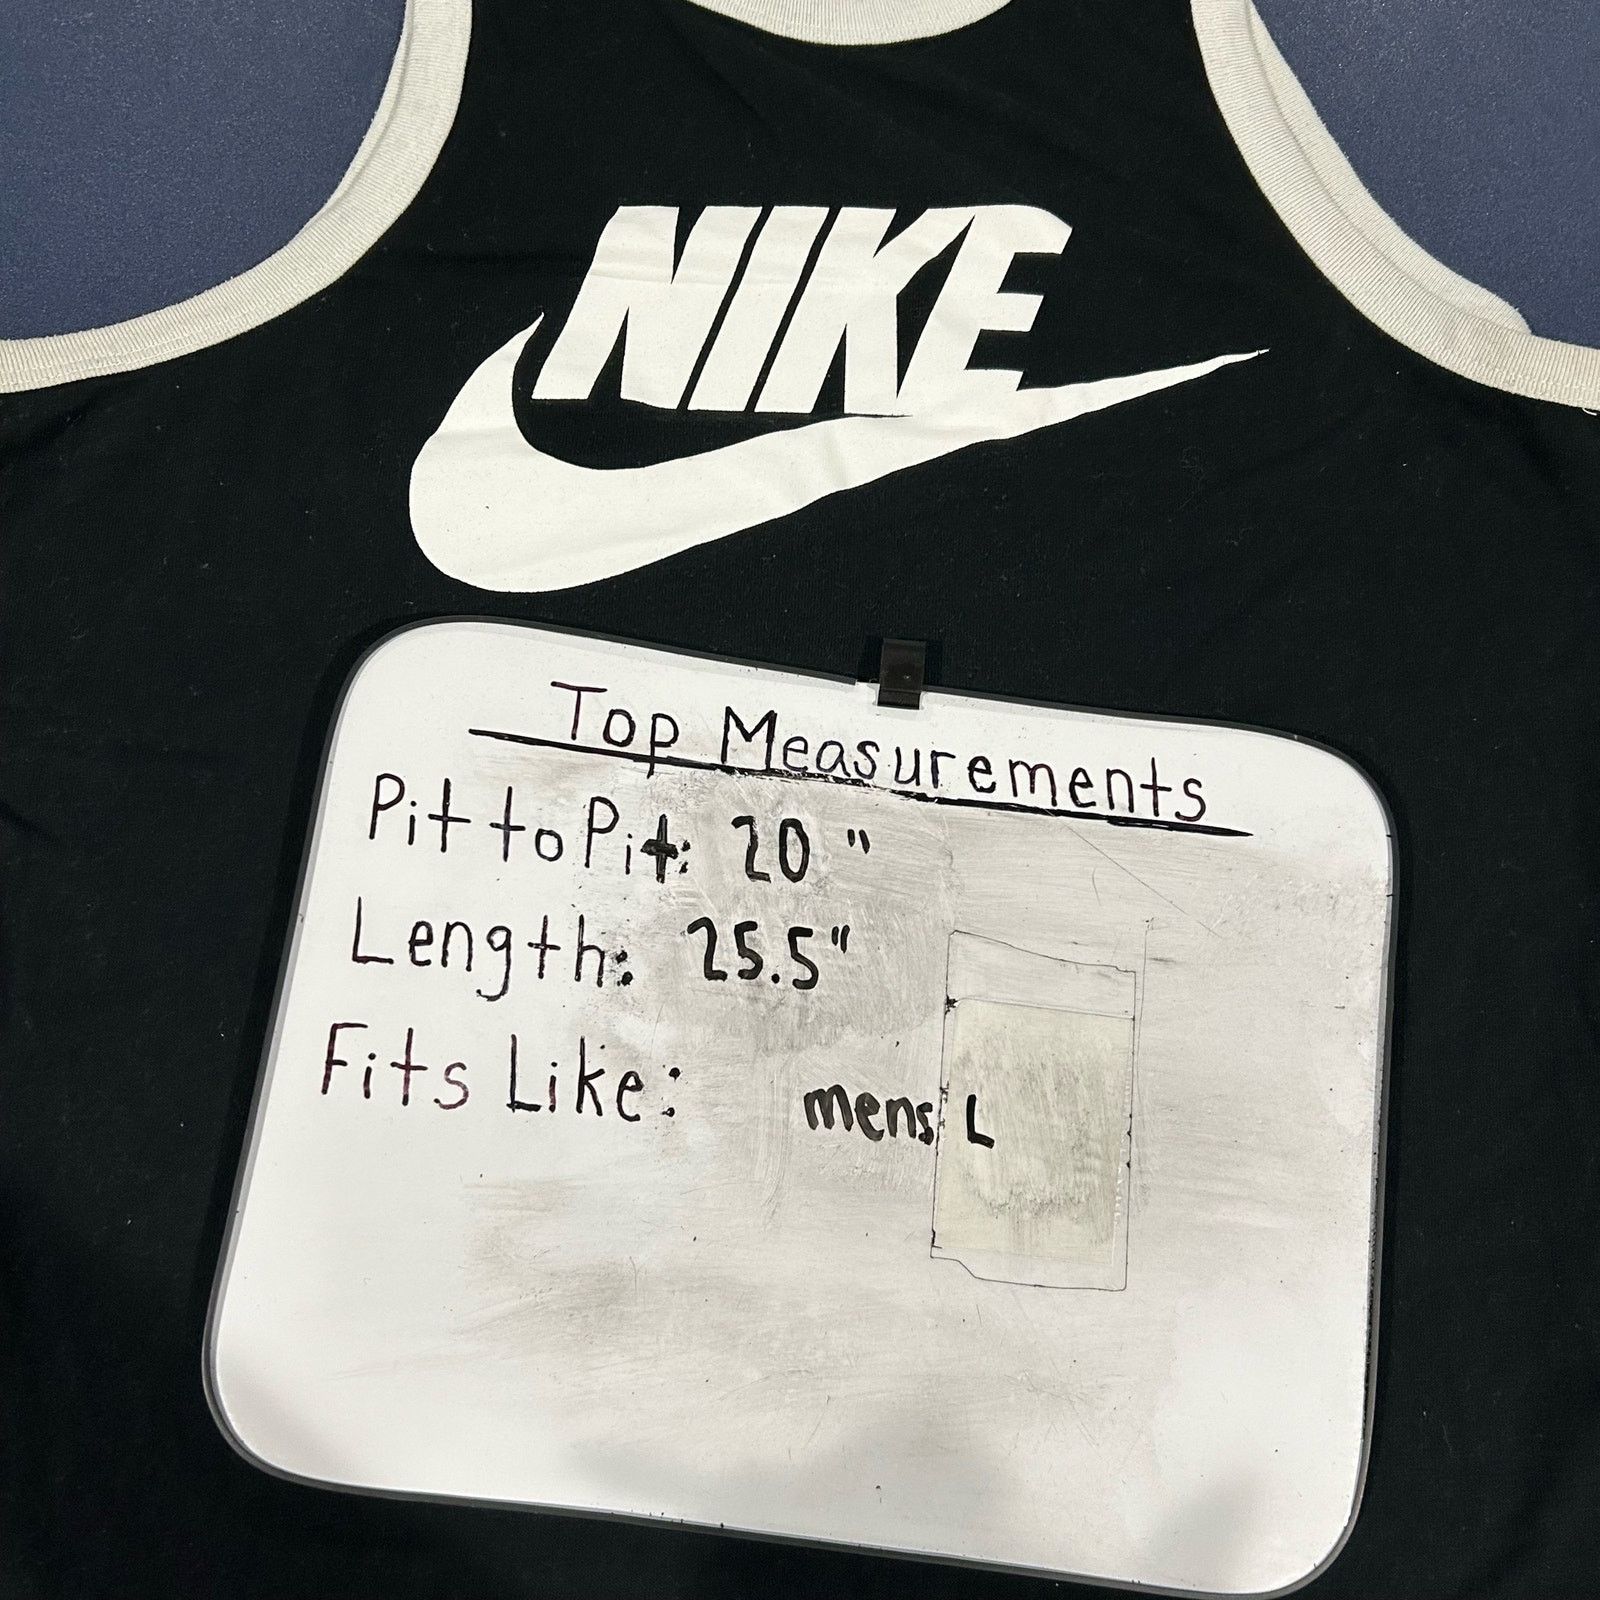 NIKE
Top Measurements
Pit to Pit: 20 "
Length: 25.5"
Fits Like: mens L